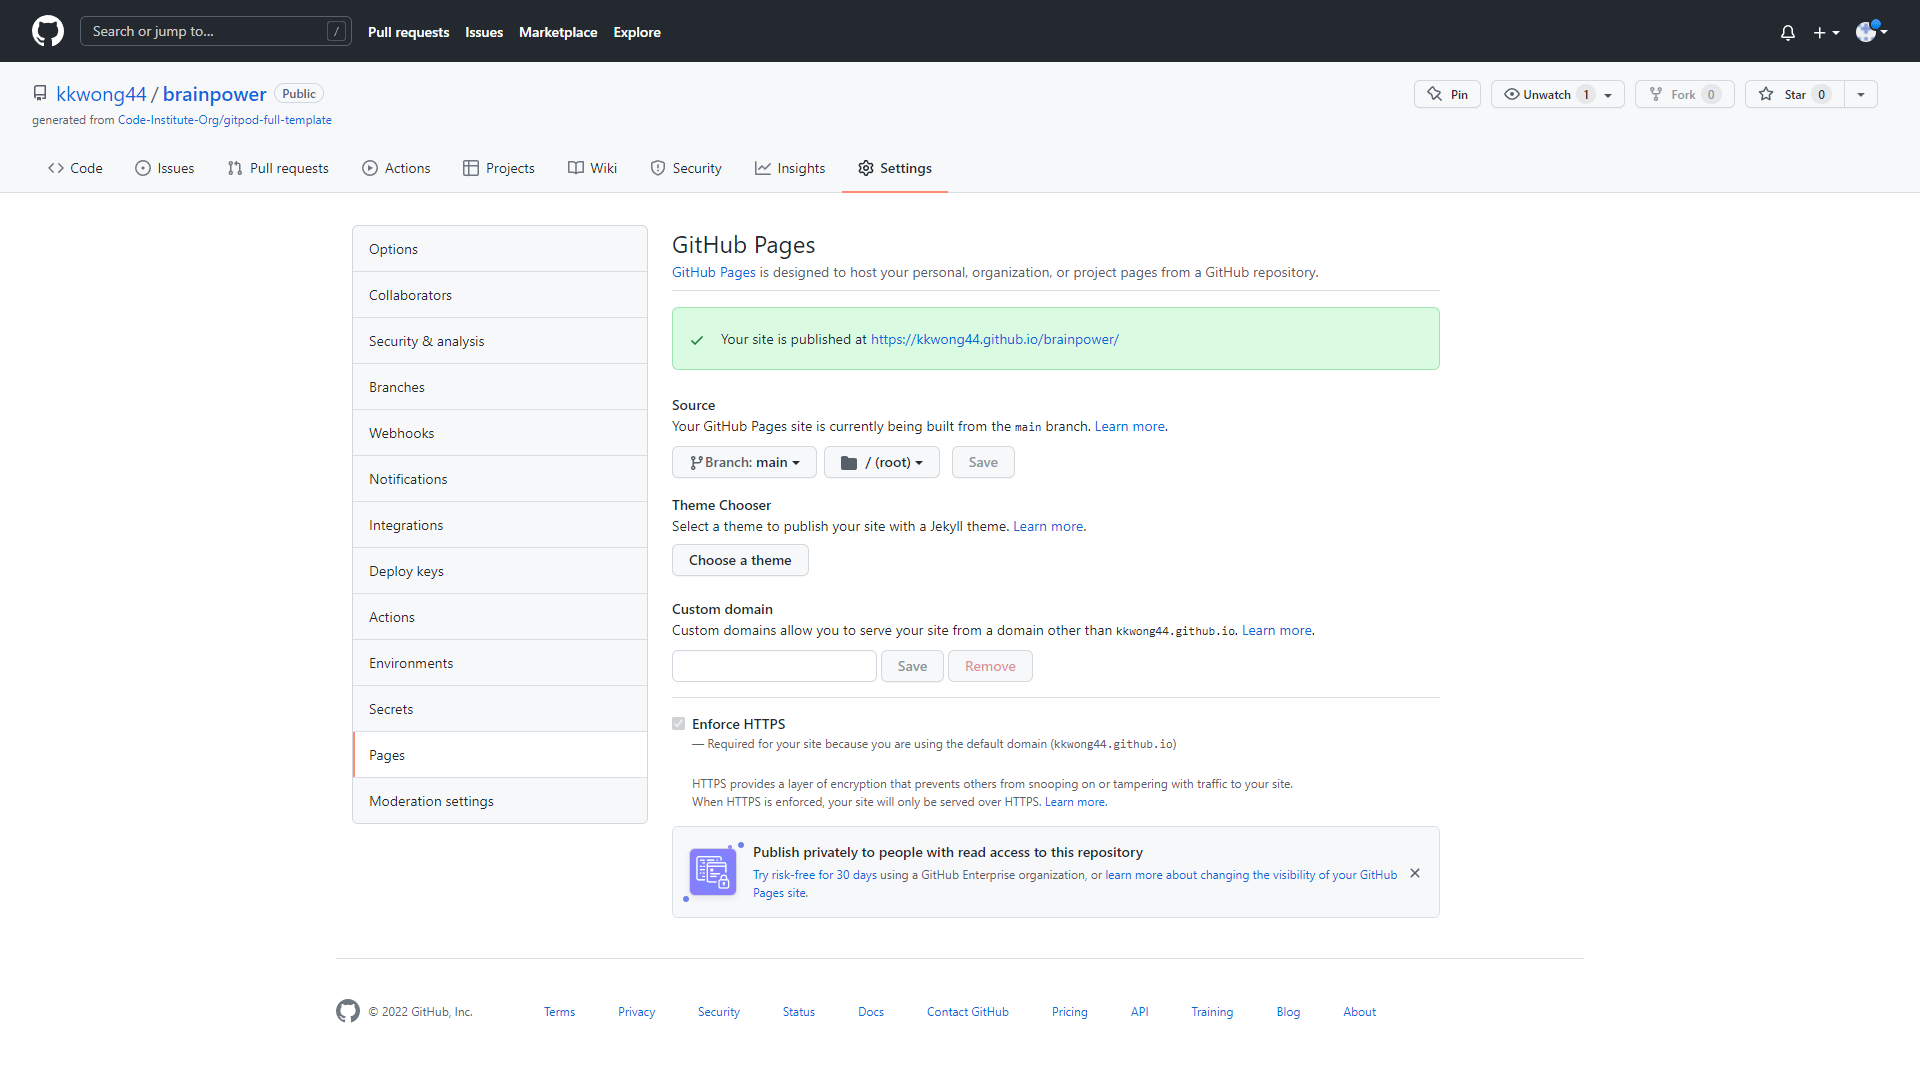 Search or jump to... /
Pull requests Issues Marketplace Explore
kkwong44 / brainpower Public
Pin Unwatch 1 Fork 0 Star 0
generated from Code-Institute-Org/gitpod-full-template
Code Issues Pull requests Actions Projects Wiki Security Insights Settings
Options
Collaborators
Security & analysis
Branches
Webhooks
Notifications
Integrations
Deploy keys
Actions
Environments
Secrets
Pages
Moderation settings
GitHub Pages
GitHub Pages is designed to host your personal, organization, or project pages from a GitHub repository.
Your site is published at https://kkwong44.github.io/brainpower/
Source
Your GitHub Pages site is currently being built from the main branch. Learn more.
Branch: main / (root) Save
Theme Chooser
Select a theme to publish your site with a Jekyll theme. Learn more.
Choose a theme
Custom domain
Custom domains allow you to serve your site from a domain other than kkwong44.github.io. Learn more.
Save Remove
Enforce HTTPS
— Required for your site because you are using the default domain (kkwong44.github.io)
HTTPS provides a layer of encryption that prevents others from snooping on or tampering with traffic to your site.
When HTTPS is enforced, your site will only be served over HTTPS. Learn more.
Publish privately to people with read access to this repository
Try risk-free for 30 days using a GitHub Enterprise organization, or learn more about changing the visibility of your GitHub
Pages site.
© 2022 GitHub, Inc. Terms Privacy Security Status Docs Contact GitHub Pricing API Training Blog About